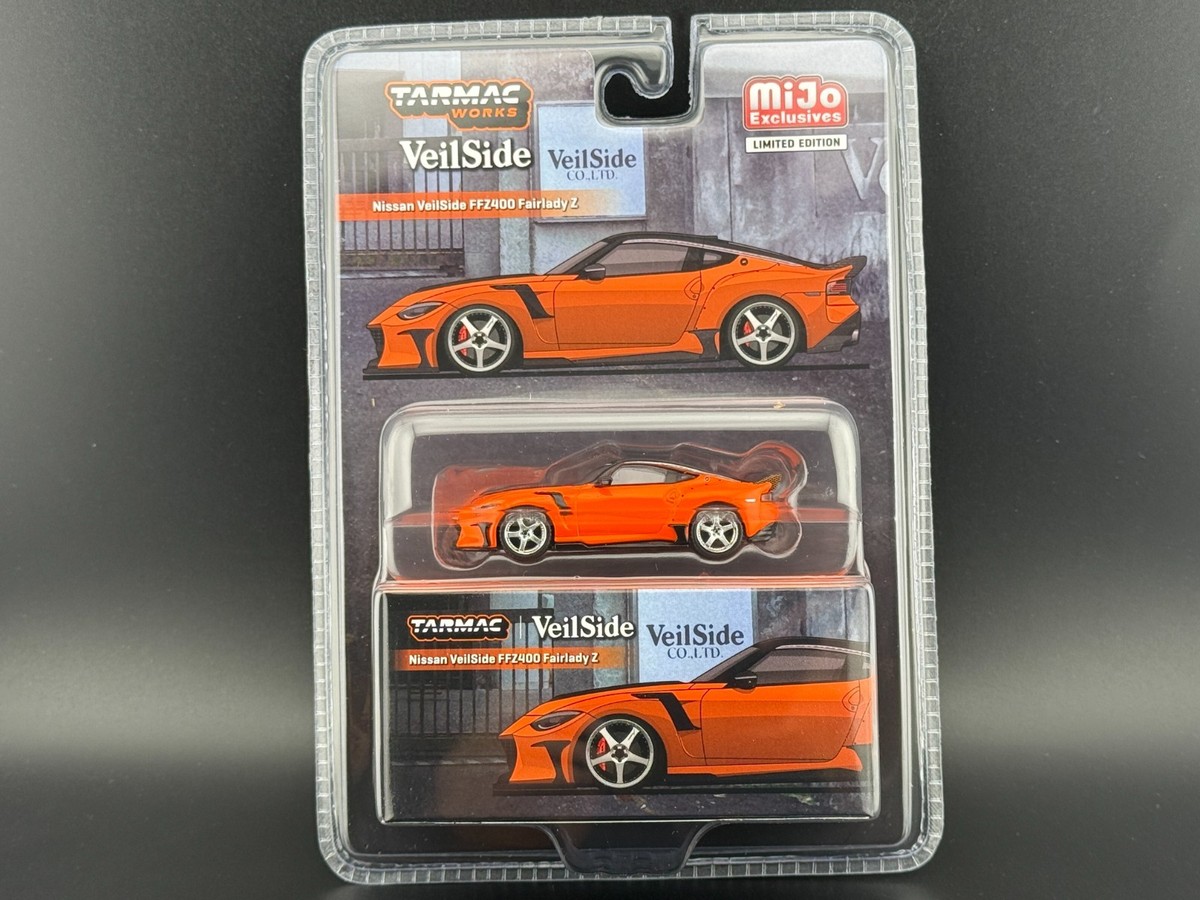 TARMAC
WORKS
VeilSide
Nissan VeilSide FFZ400 Fairlady Z
VeilSide
CO.,LTD.
MiJo
Exclusives
LIMITED EDITION
TARMAC
VeilSide
Nissan VeilSide FFZ400 Fairlady Z
VeilSide
CO.,LTD.